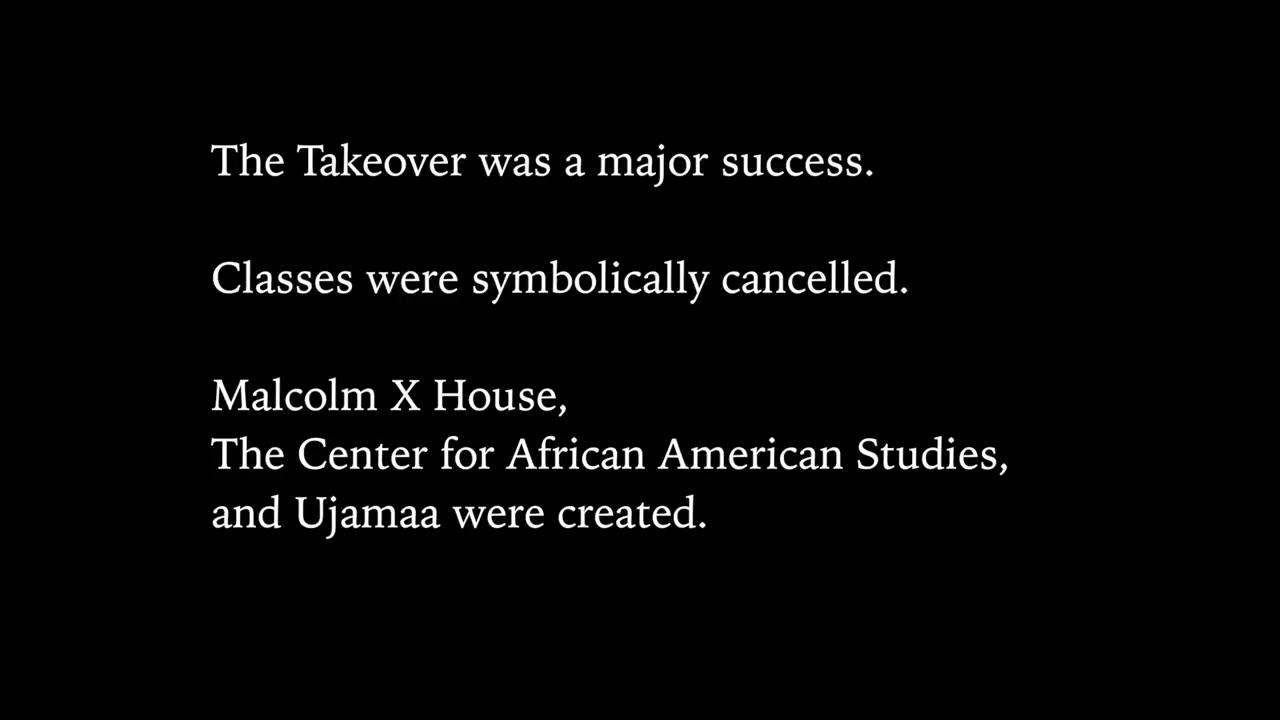 The Takeover was a major success.
Classes were symbolically cancelled.
Malcolm X House,
The Center for African American Studies,
and Ujamaa were created.